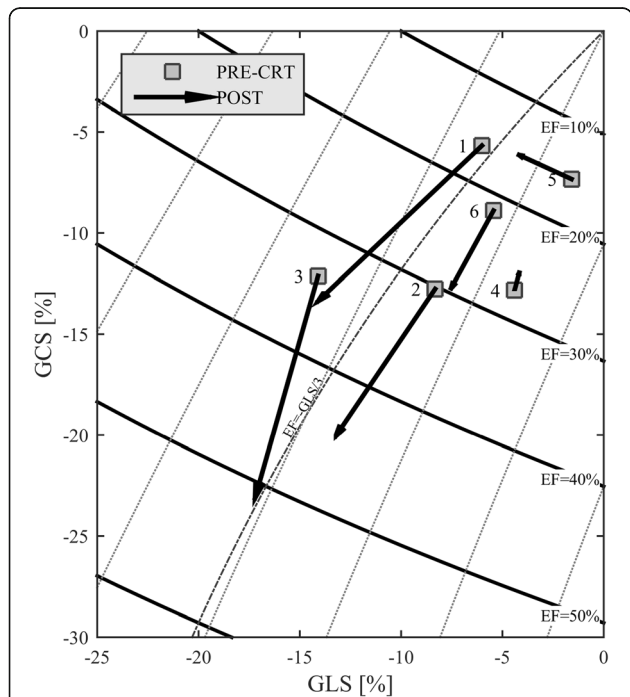 0
PRE-CRT
POST
-5
EF=10%
1
5
6
EF=20%
-10
3
2
4
GCS [%]
-15
EF=30%
EF=-GLS/3
-20
EF=40%
-25
EF=50%
-30
-25
-20
-15
-10
-5
0
GLS [%]